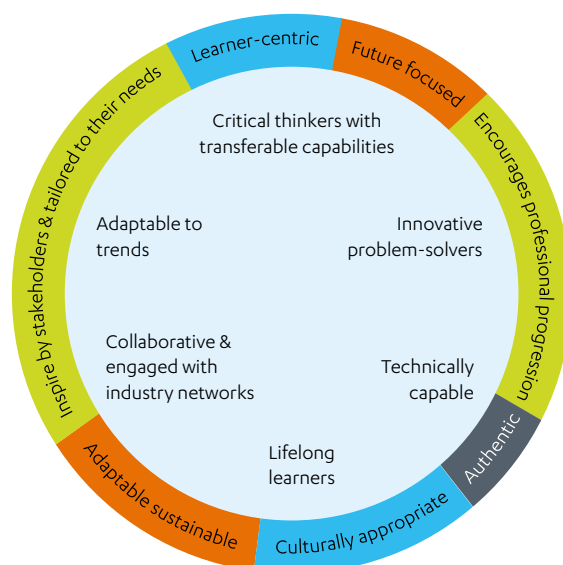 Learner-centric
Future focused
Encourages professional progression
Authentic
Culturally appropriate
Adaptable sustainable
Inspire by stakeholders & tailored to their needs
Critical thinkers with
transferable capabilities
Adaptable to
trends
Innovative
problem-solvers
Collaborative &
engaged with
industry networks
Technically
capable
Lifelong
learners